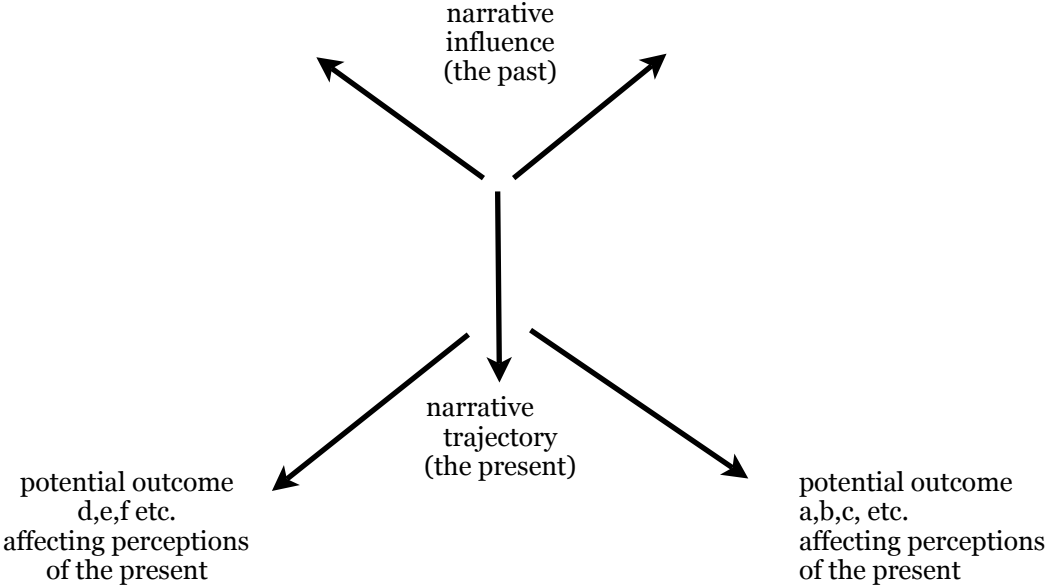 narrative
influence
(the past)
narrative
trajectory
(the present)
potential outcome
d,e,f etc.
affecting perceptions
of the present
potential outcome
a,b,c, etc.
affecting perceptions
of the present